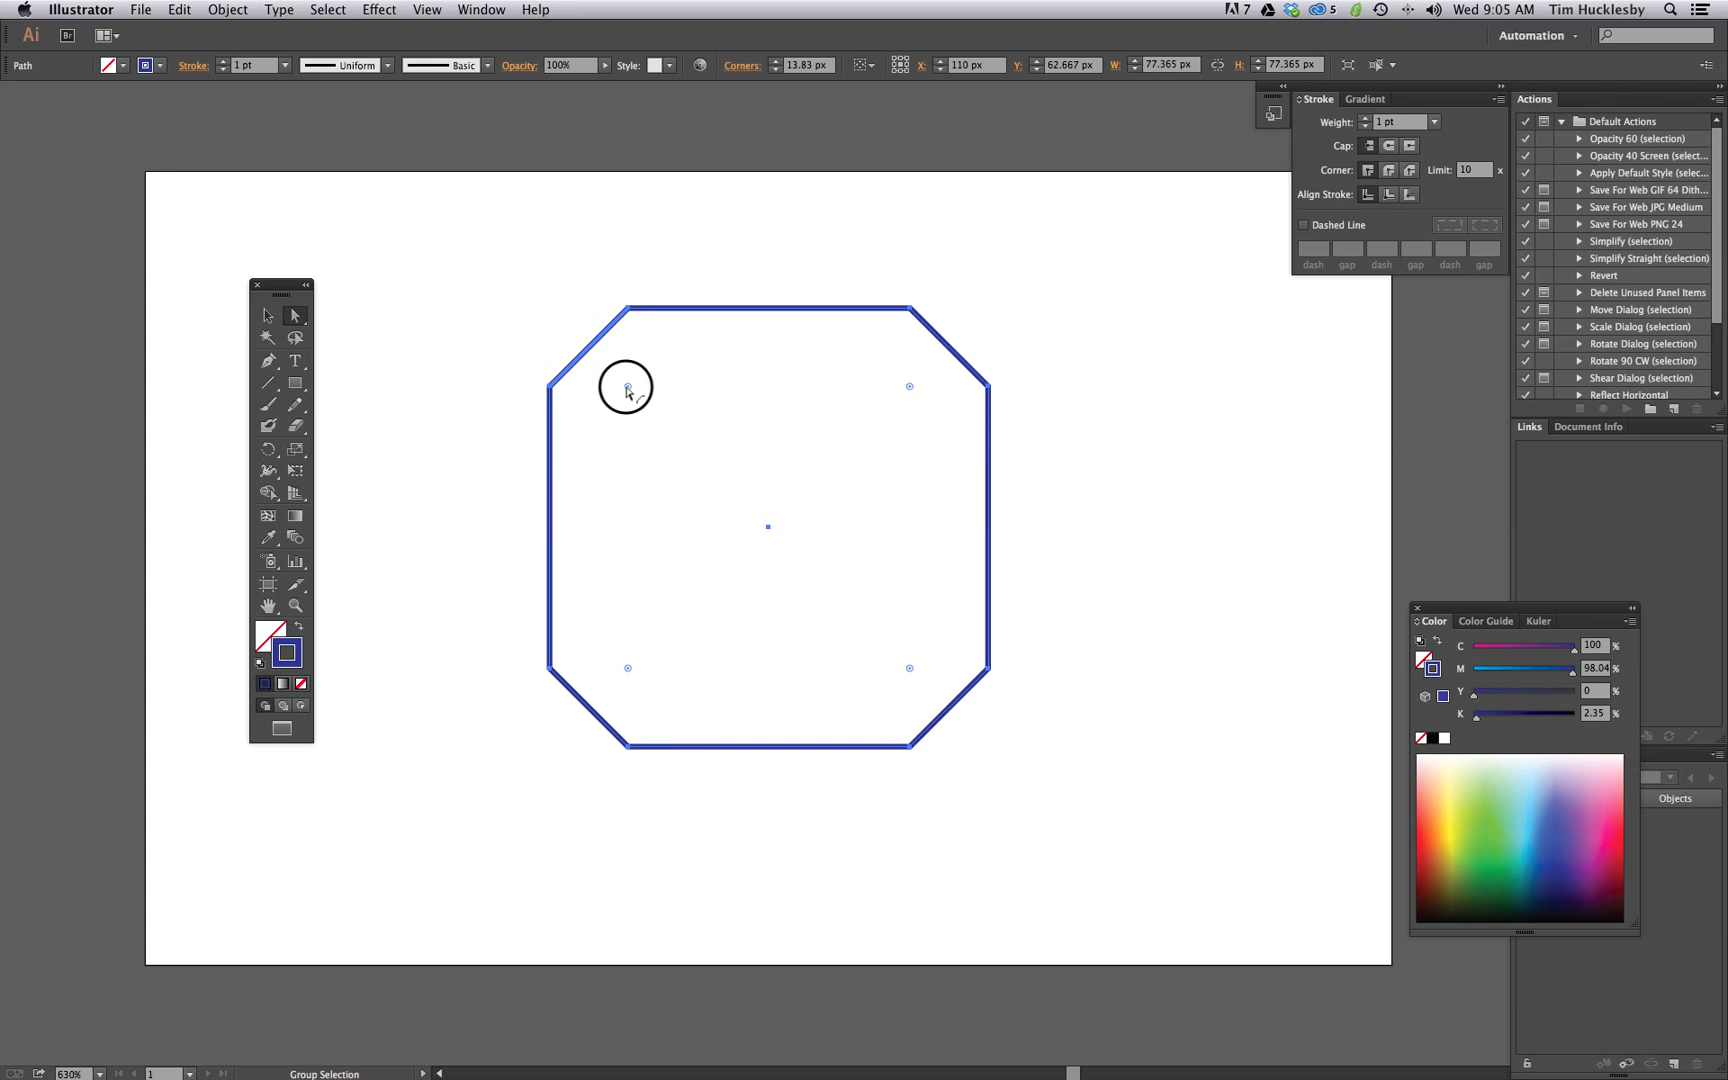 Illustrator File Edit Object Type Select Effect View Window Help
7 5 Wed 9:05 AM Tim Hucklesby
Ai Br Automation
Path Stroke: 1 pt Uniform Basic Opacity: 100% Style: Corners: 13.83 px X: 110 px Y: 62.667 px W: 77.365 px H: 77.365 px
Stroke Gradient
Weight: 1 pt
Cap:
Corner: Limit: 10 x
Align Stroke:
Dashed Line
dash gap dash gap dash gap
Actions
Default Actions
Opacity 60 (selection)
Opacity 40 Screen (select...
Apply Default Style (selec...
Save For Web GIF 64 Dith...
Save For Web JPG Medium
Save For Web PNG 24
Simplify (selection)
Simplify Straight (selection)
Revert
Delete Unused Panel Items
Move Dialog (selection)
Scale Dialog (selection)
Rotate Dialog (selection)
Rotate 90 CW (selection)
Shear Dialog (selection)
Reflect Horizontal
Links Document Info
T
Color Color Guide Kuler
C 100 %
M 98.04 %
Y 0 %
K 2.35 %
Objects
630% 1 Group Selection